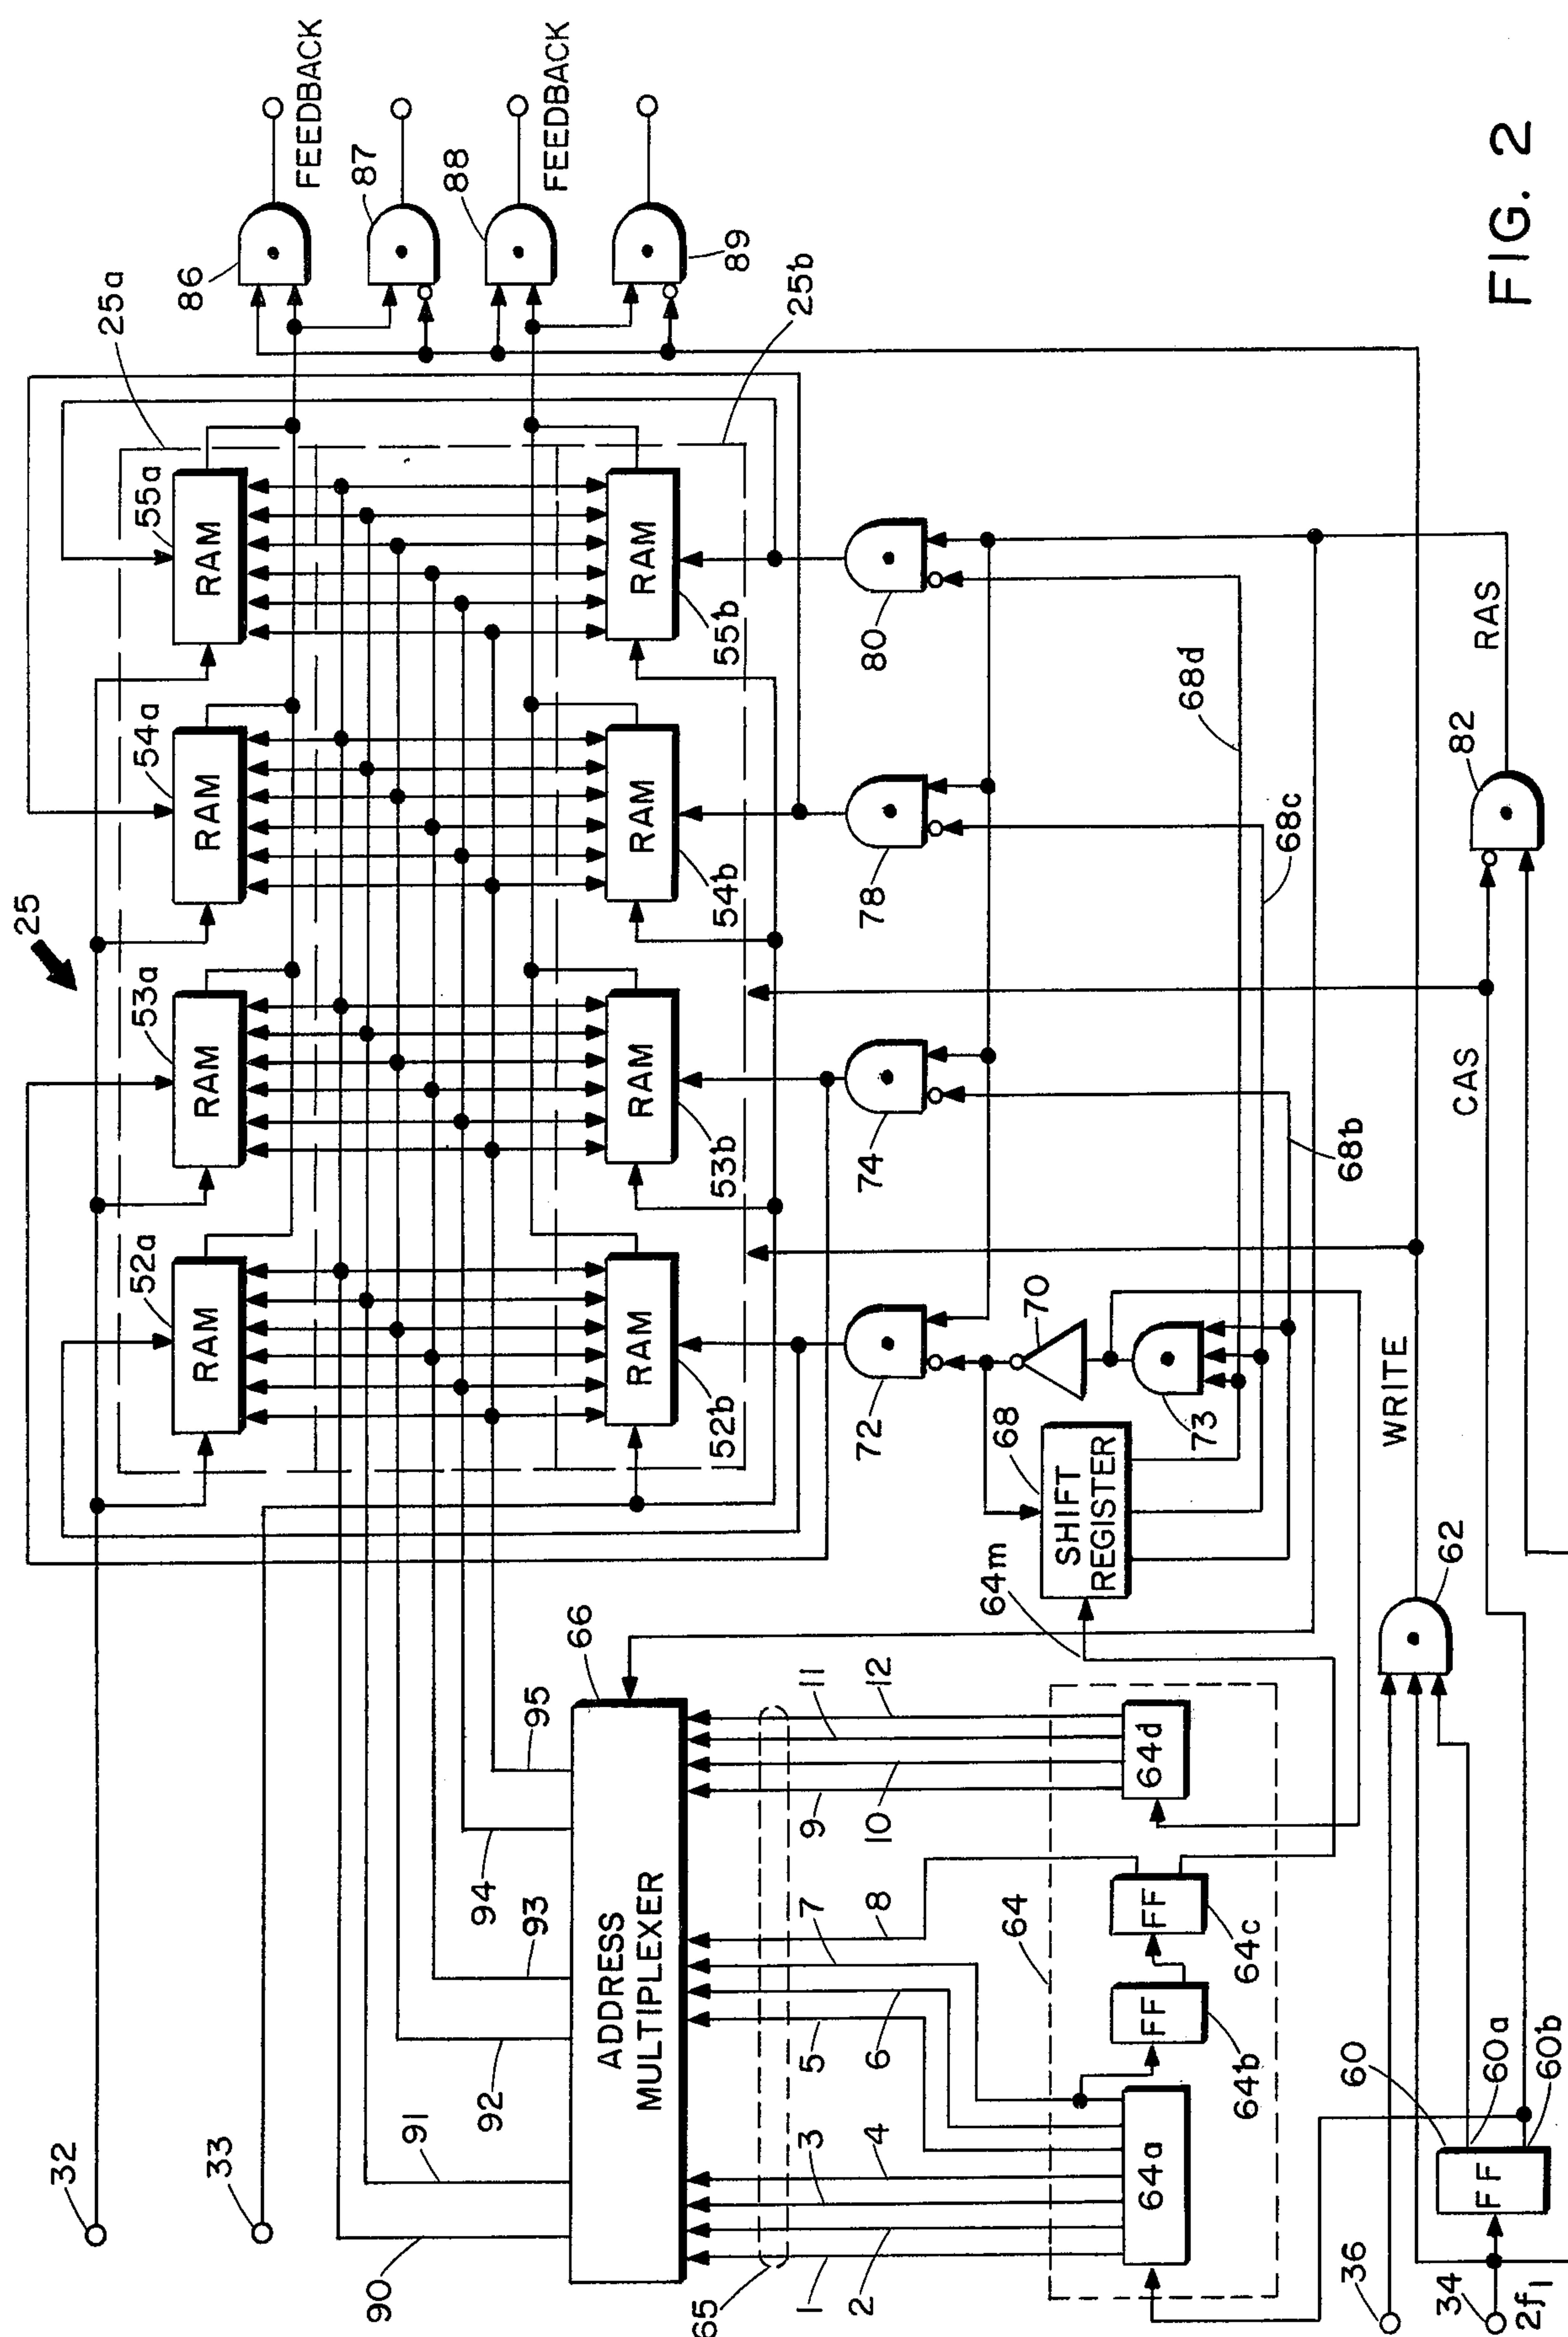 25
25a
52a
53a
54a
55a
RAM
RAM
RAM
RAM
86
FEEDBACK
87
88
FEEDBACK
89
25b
RAM
RAM
RAM
RAM
52b
53b
54b
55b
32
33
90
91
92
93
94
95
66
ADDRESS
MULTIPLEXER
65
1
2
3
4
5
6
7
8
9
10
11
12
64
64a
64b
FF
FF
64c
64d
64m
68
SHIFT
REGISTER
70
72
73
74
78
80
68b
68c
68d
36
34
2f1
60
FF
60a
60b
62
WRITE
CAS
82
RAS
FIG. 2